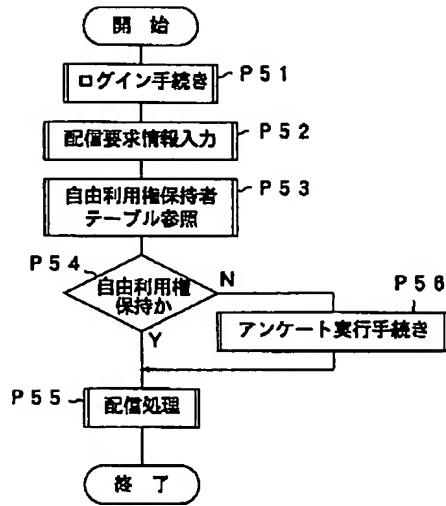 開 始
ログイン手続き
P51
配信要求情報入力
P52
自由利用権保持者
テーブル参照
P53
P54
自由利用権
保持か
N
Y
P56
アンケート実行手続き
P55
配信処理
終 了